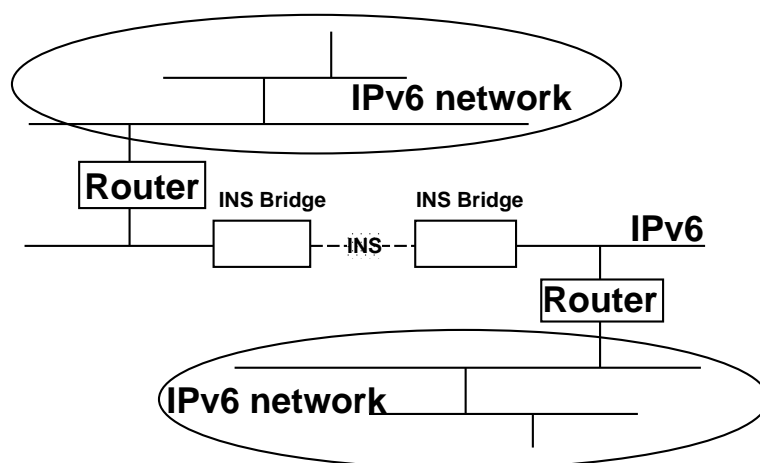 IPv6 network
Router
INS Bridge
INS Bridge
IPv6
INS
Router
IPv6 network